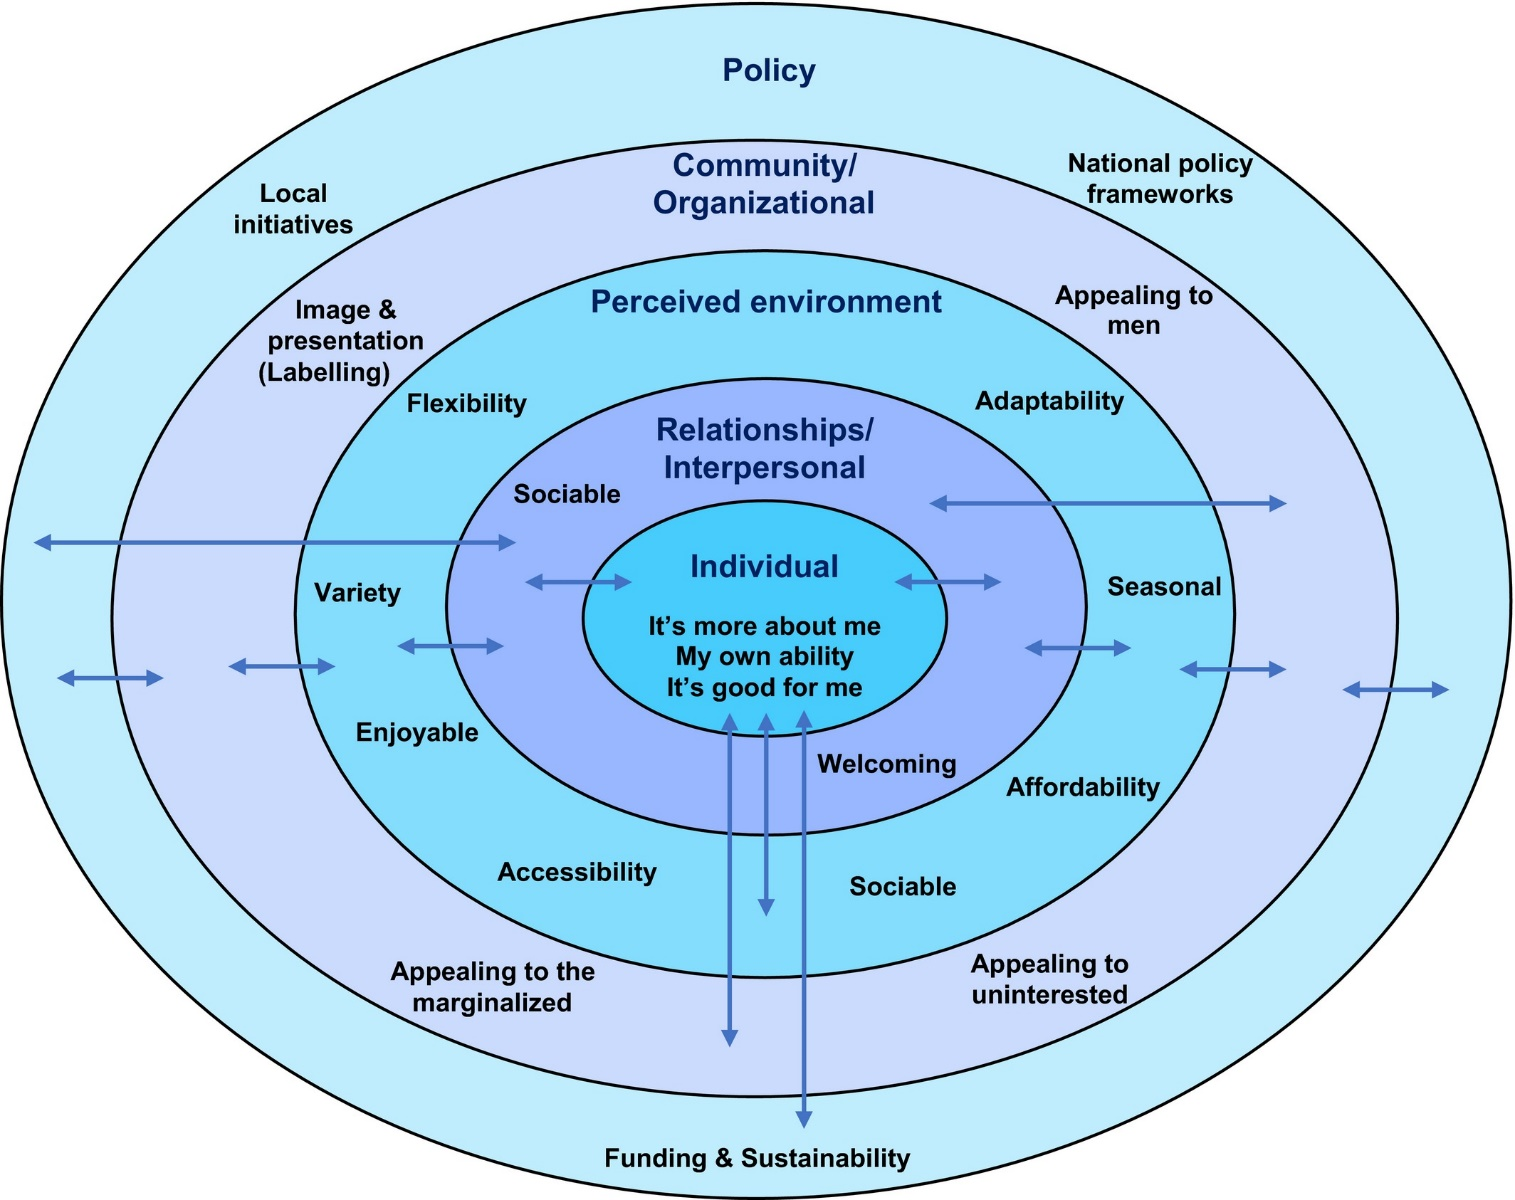 Policy
National policy
frameworks
Local
initiatives
Community/
Organizational
Image &
presentation
(Labelling)
Appealing to
men
Perceived environment
Flexibility
Adaptability
Relationships/
Interpersonal
Sociable
Individual
Variety
Seasonal
It's more about me
My own ability
It's good for me
Enjoyable
Welcoming
Affordability
Accessibility
Sociable
Appealing to the
marginalized
Appealing to
uninterested
Funding & Sustainability